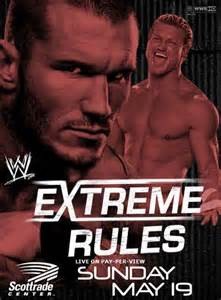 EXTREME
RULES
LIVE ON PAY-PER-VIEW
SUNDAY
MAY 19
Scottrade
CENTER